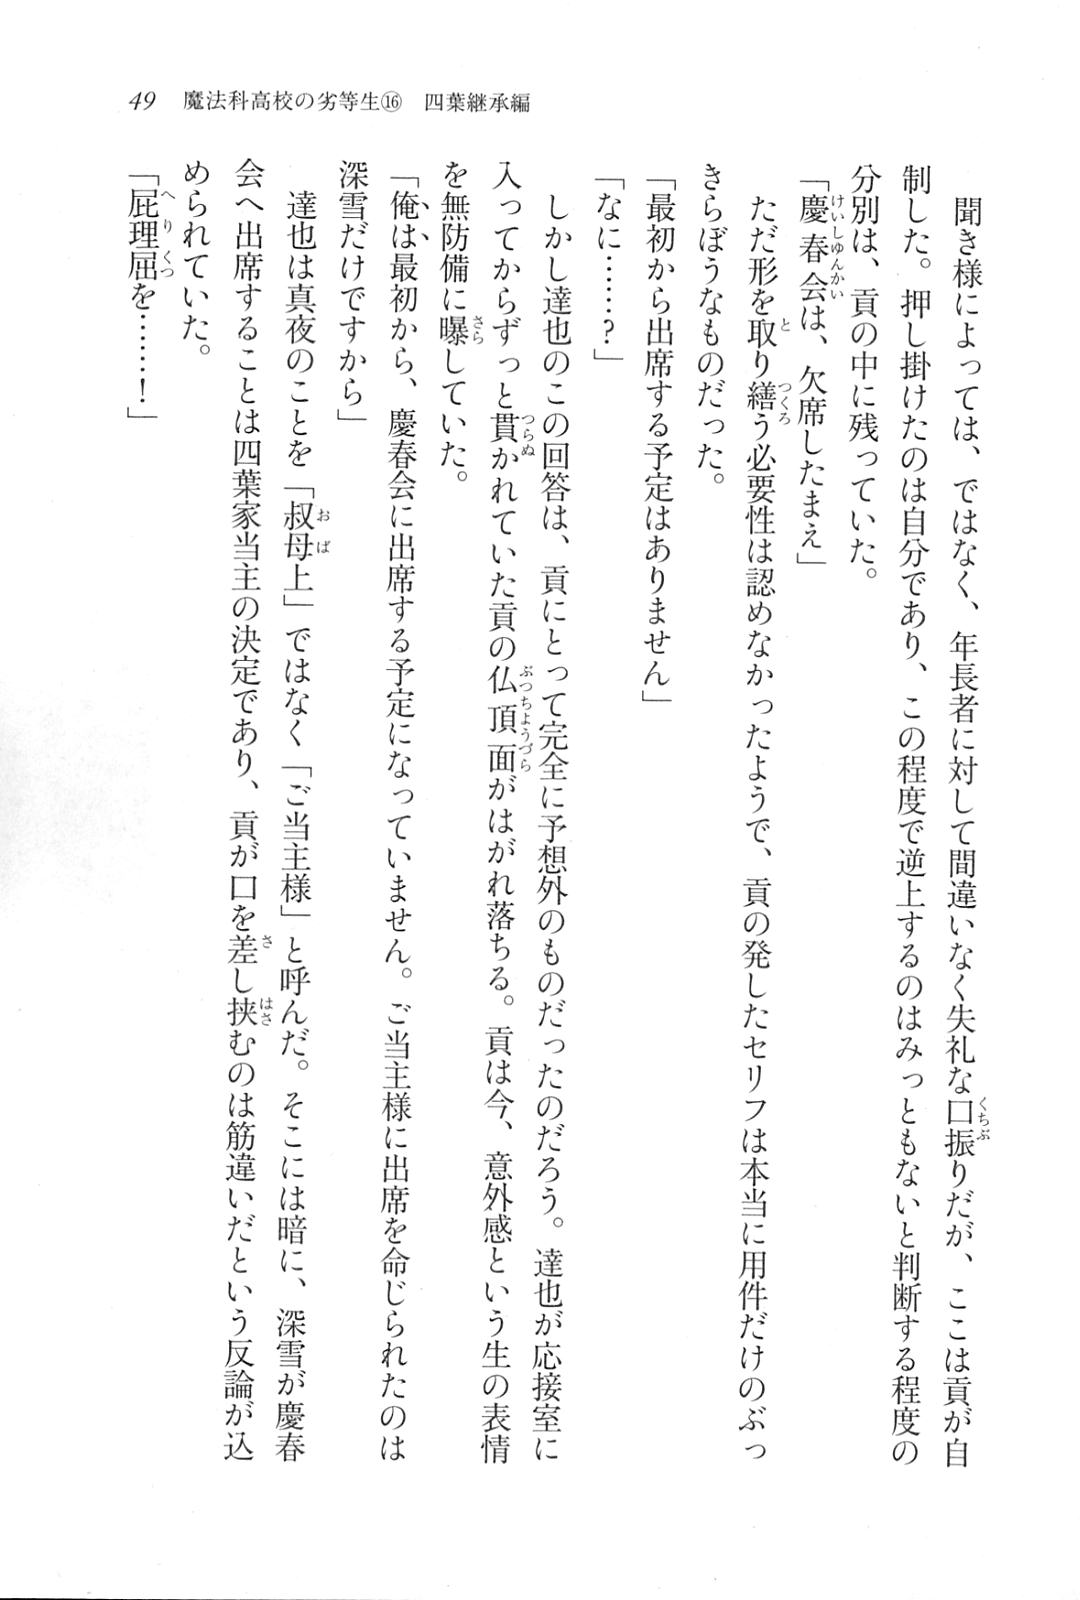 49 魔法科高校の劣等生⑯ 四葉継承編
聞き様によっては、ではなく、年長者に対して間違いなく失礼な口振りだが、ここは貢が自
制した。押し掛けたのは自分であり、この程度で逆上するのはみっともないと判断する程度の
分別は、貢の中に残っていた。
「慶春会は、欠席したまえ」
ただ形を取り繕う必要性は認めなかったようで、貢の発したセリフは本当に用件だけのぶっ
きらぼうなものだった。
「最初から出席する予定はありません」
「なに……?」
しかし達也のこの回答は、貢にとって完全に予想外のものだったのだろう。達也が応接室に
入ってからずっと貫かれていた貢の仏頂面がはがれ落ちる。貢は今、意外感という生の表情
を無防備に曝していた。
「俺は最初から、慶春会に出席する予定になっていません。ご当主様に出席を命じられたのは
深雪だけですから」
達也は真夜のことを「叔母上」ではなく「ご当主様」と呼んだ。そこには暗に、深雪が慶春
会へ出席することは四葉家当主の決定であり、貢が口を差し挟むのは筋違いだという反論が込
められていた。
「屁理屈を……!」